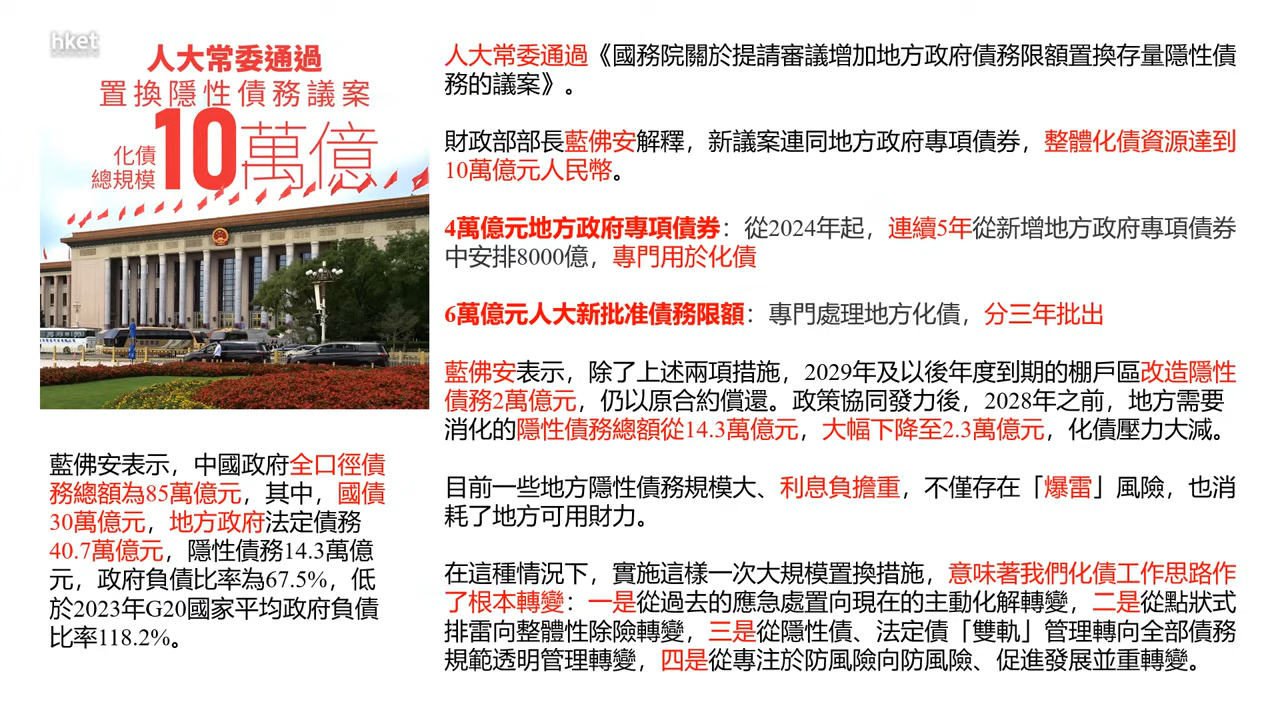 hket
人大常委通過
置換隱性債務議案
化債
總規模
10萬億
藍佛安表示，中國政府全口徑債
務總額為85萬億元，其中，國債
30萬億元，地方政府法定債務
40.7萬億元，隱性債務14.3萬億
元，政府負債比率為67.5%，低
於2023年G20國家平均政府負債
比率118.2%。
人大常委通過《國務院關於提請審議增加地方政府債務限額置換存量隱性債
務的議案》。
財政部部長藍佛安解釋，新議案連同地方政府專項債券，整體化債資源達到
10萬億元人民幣。
4萬億元地方政府專項債券：從2024年起，連續5年從新增地方政府專項債券
中安排8000億，專門用於化債
6萬億元人大新批准債務限額：專門處理地方化債，分三年批出
藍佛安表示，除了上述兩項措施，2029年及以後年度到期的棚戶區改造隱性
債務2萬億元，仍以原合約償還。政策協同發力後，2028年之前，地方需要
消化的隱性債務總額從14.3萬億元，大幅下降至2.3萬億元，化債壓力大減。
目前一些地方隱性債務規模大、利息負擔重，不僅存在「爆雷」風險，也消
耗了地方可用財力。
在這種情況下，實施這樣一次大規模置換措施，意味著我們化債工作思路作
了根本轉變：一是從過去的應急處置向現在的主動化解轉變，二是從點狀式
排雷向整體性除險轉變，三是從隱性債、法定債「雙軌」管理轉向全部債務
規範透明管理轉變，四是從專注於防風險向防風險、促進發展並重轉變。